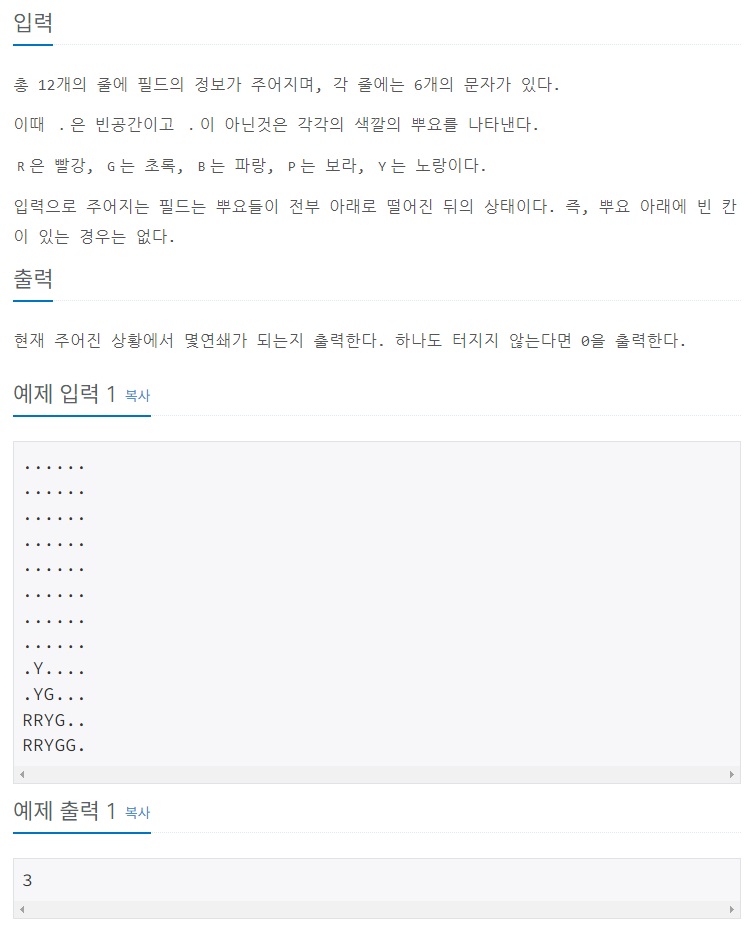 입력
총 12개의 줄에 필드의 정보가 주어지며, 각 줄에는 6개의 문자가 있다.
이때 .은 빈공간이고 .이 아닌것은 각각의 색깔의 뿌요를 나타낸다.
R은 빨강, G는 초록, B는 파랑, P는 보라, Y는 노랑이다.
입력으로 주어지는 필드는 뿌요들이 전부 아래로 떨어진 뒤의 상태이다. 즉, 뿌요 아래에 빈 칸
이 있는 경우는 없다.
출력
현재 주어진 상황에서 몇연쇄가 되는지 출력한다. 하나도 터지지 않는다면 0을 출력한다.
예제 입력 1 복사
......
......
......
......
......
......
......
......
.Y....
.YG...
RRYG..
RRYGG.
예제 출력 1 복사
3